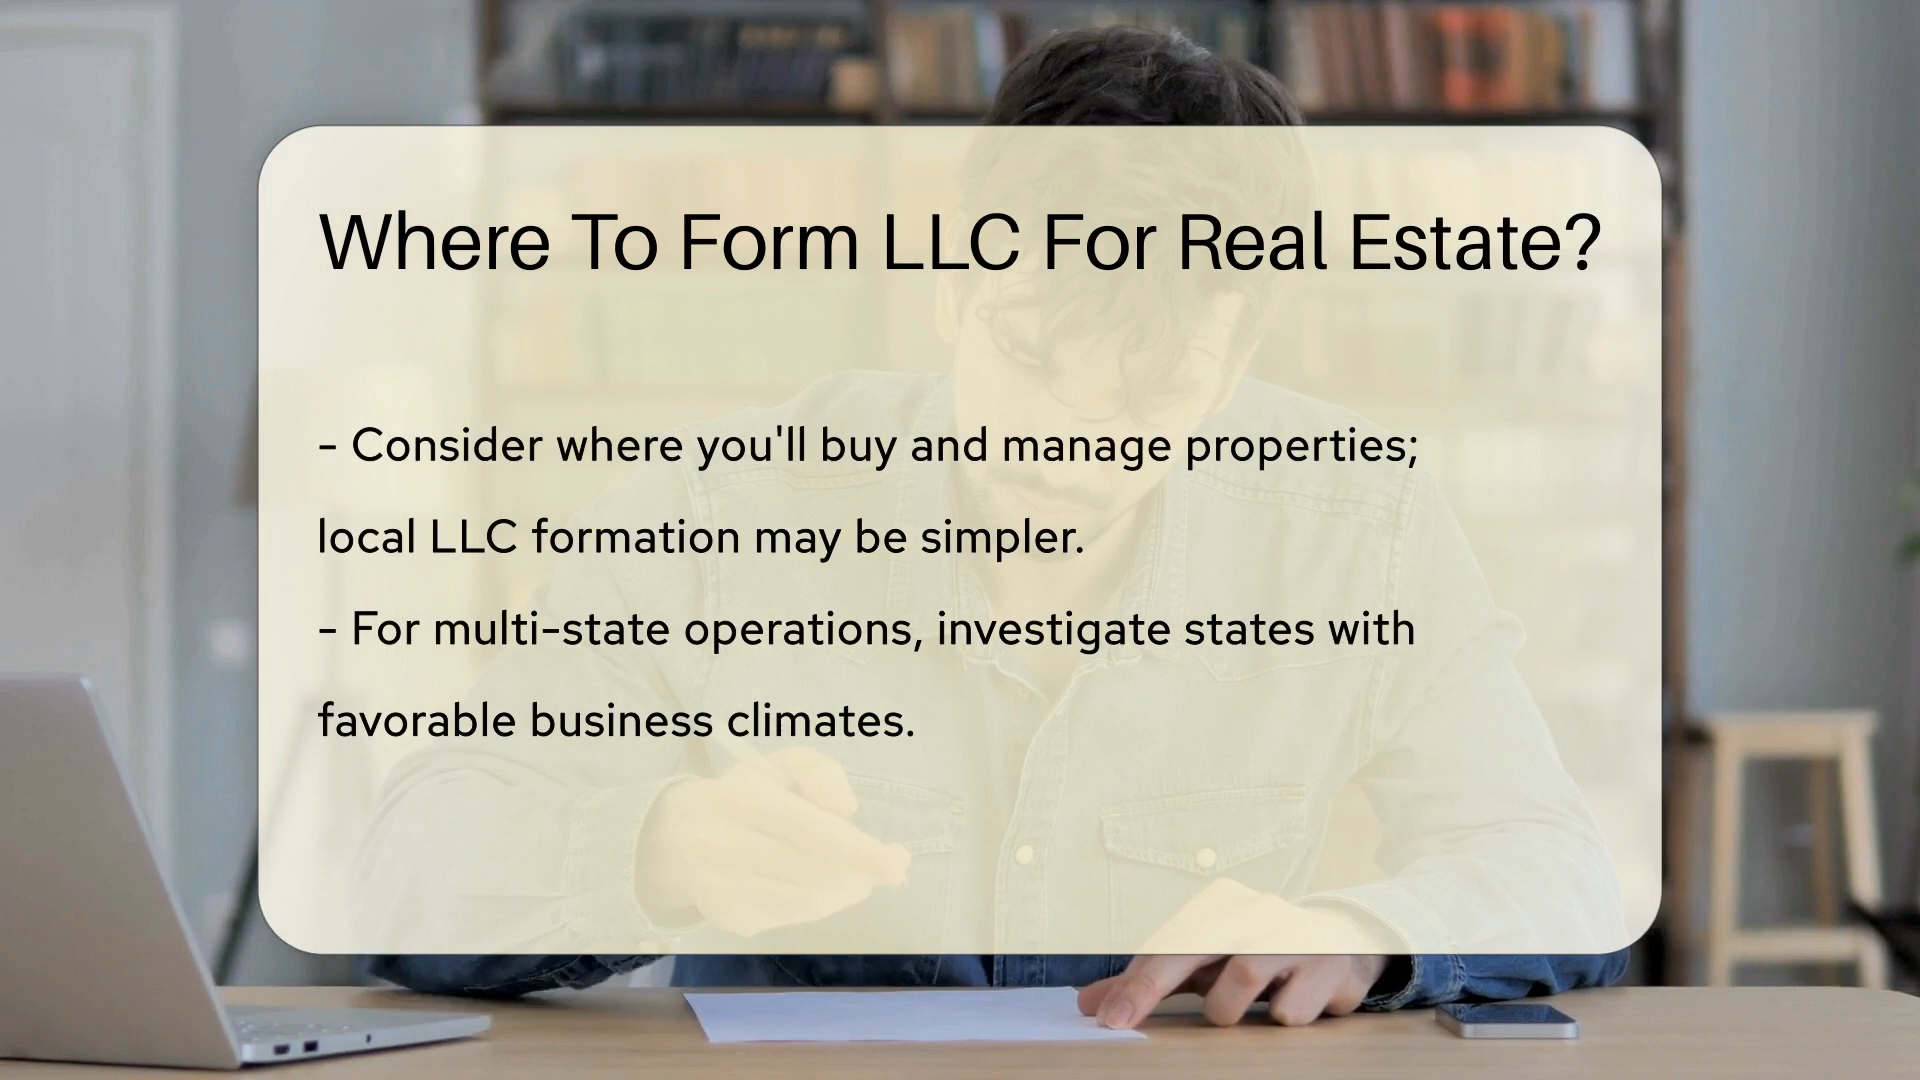 Where To Form LLC For Real Estate?
- Consider where you'll buy and manage properties;
local LLC formation may be simpler.
- For multi-state operations, investigate states with
favorable business climates.